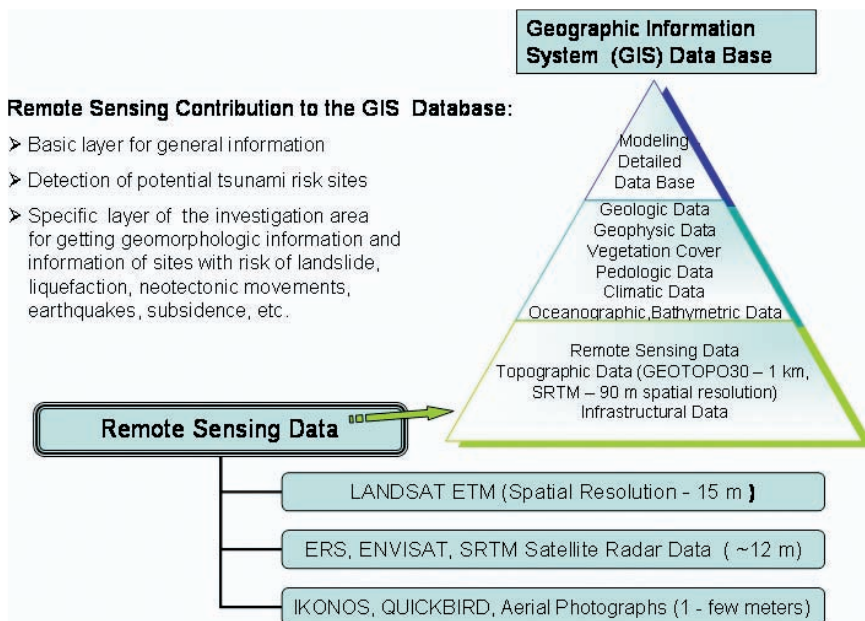 Geographic Information
System (GIS) Data Base
Remote Sensing Contribution to the GIS Database:
➢ Basic layer for general information
➢ Detection of potential tsunami risk sites
➢ Specific layer of the investigation area
for getting geomorphologic information and
information of sites with risk of landslide,
liquefaction, neotectonic movements,
earthquakes, subsidence, etc.
Modeling -
Detailed
Data Base
Geologic Data
Geophysic Data
Vegetation Cover
Pedologic Data
Climatic Data
Oceanographic,Bathymetric Data
Remote Sensing Data
Topographic Data (GEOTOPO30 – 1 km,
SRTM – 90 m spatial resolution)
Infrastructural Data
Remote Sensing Data
LANDSAT ETM (Spatial Resolution - 15 m )
ERS, ENVISAT, SRTM Satellite Radar Data ( ~12 m)
IKONOS, QUICKBIRD, Aerial Photographs (1 - few meters)